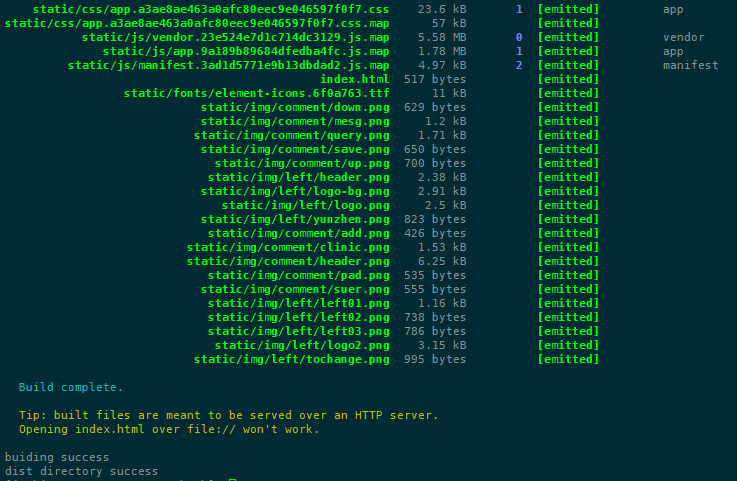 static/css/app.a3ae8ae463a0afc80eec9e046597f0f7.css 23.6 kB 1 [emitted] app
static/css/app.a3ae8ae463a0afc80eec9e046597f0f7.css.map 57 kB [emitted]
static/js/vendor.23e524e7d1c714dc3129.js.map 5.58 MB 0 [emitted] vendor
static/js/app.9a189b89684dfedba4fc.js.map 1.78 MB 1 [emitted] app
static/js/manifest.3ad1d5771e9b13dbdad2.js.map 4.97 kB 2 [emitted] manifest
index.html 517 bytes [emitted]
static/fonts/element-icons.6f0a763.ttf 11 kB [emitted]
static/img/comment/down.png 629 bytes [emitted]
static/img/comment/mesg.png 1.2 kB [emitted]
static/img/comment/query.png 1.71 kB [emitted]
static/img/comment/save.png 650 bytes [emitted]
static/img/comment/up.png 700 bytes [emitted]
static/img/left/header.png 2.38 kB [emitted]
static/img/left/logo-bg.png 2.91 kB [emitted]
static/img/left/logo.png 2.5 kB [emitted]
static/img/left/yunzhen.png 823 bytes [emitted]
static/img/comment/add.png 426 bytes [emitted]
static/img/comment/clinic.png 1.53 kB [emitted]
static/img/comment/header.png 6.25 kB [emitted]
static/img/comment/pad.png 535 bytes [emitted]
static/img/comment/suer.png 555 bytes [emitted]
static/img/left/left01.png 1.16 kB [emitted]
static/img/left/left02.png 738 bytes [emitted]
static/img/left/left03.png 786 bytes [emitted]
static/img/left/logo2.png 3.15 kB [emitted]
static/img/left/tochange.png 995 bytes [emitted]
Build complete.
Tip: built files are meant to be served over an HTTP server.
Opening index.html over file:// won't work.
buiding success
dist directory success